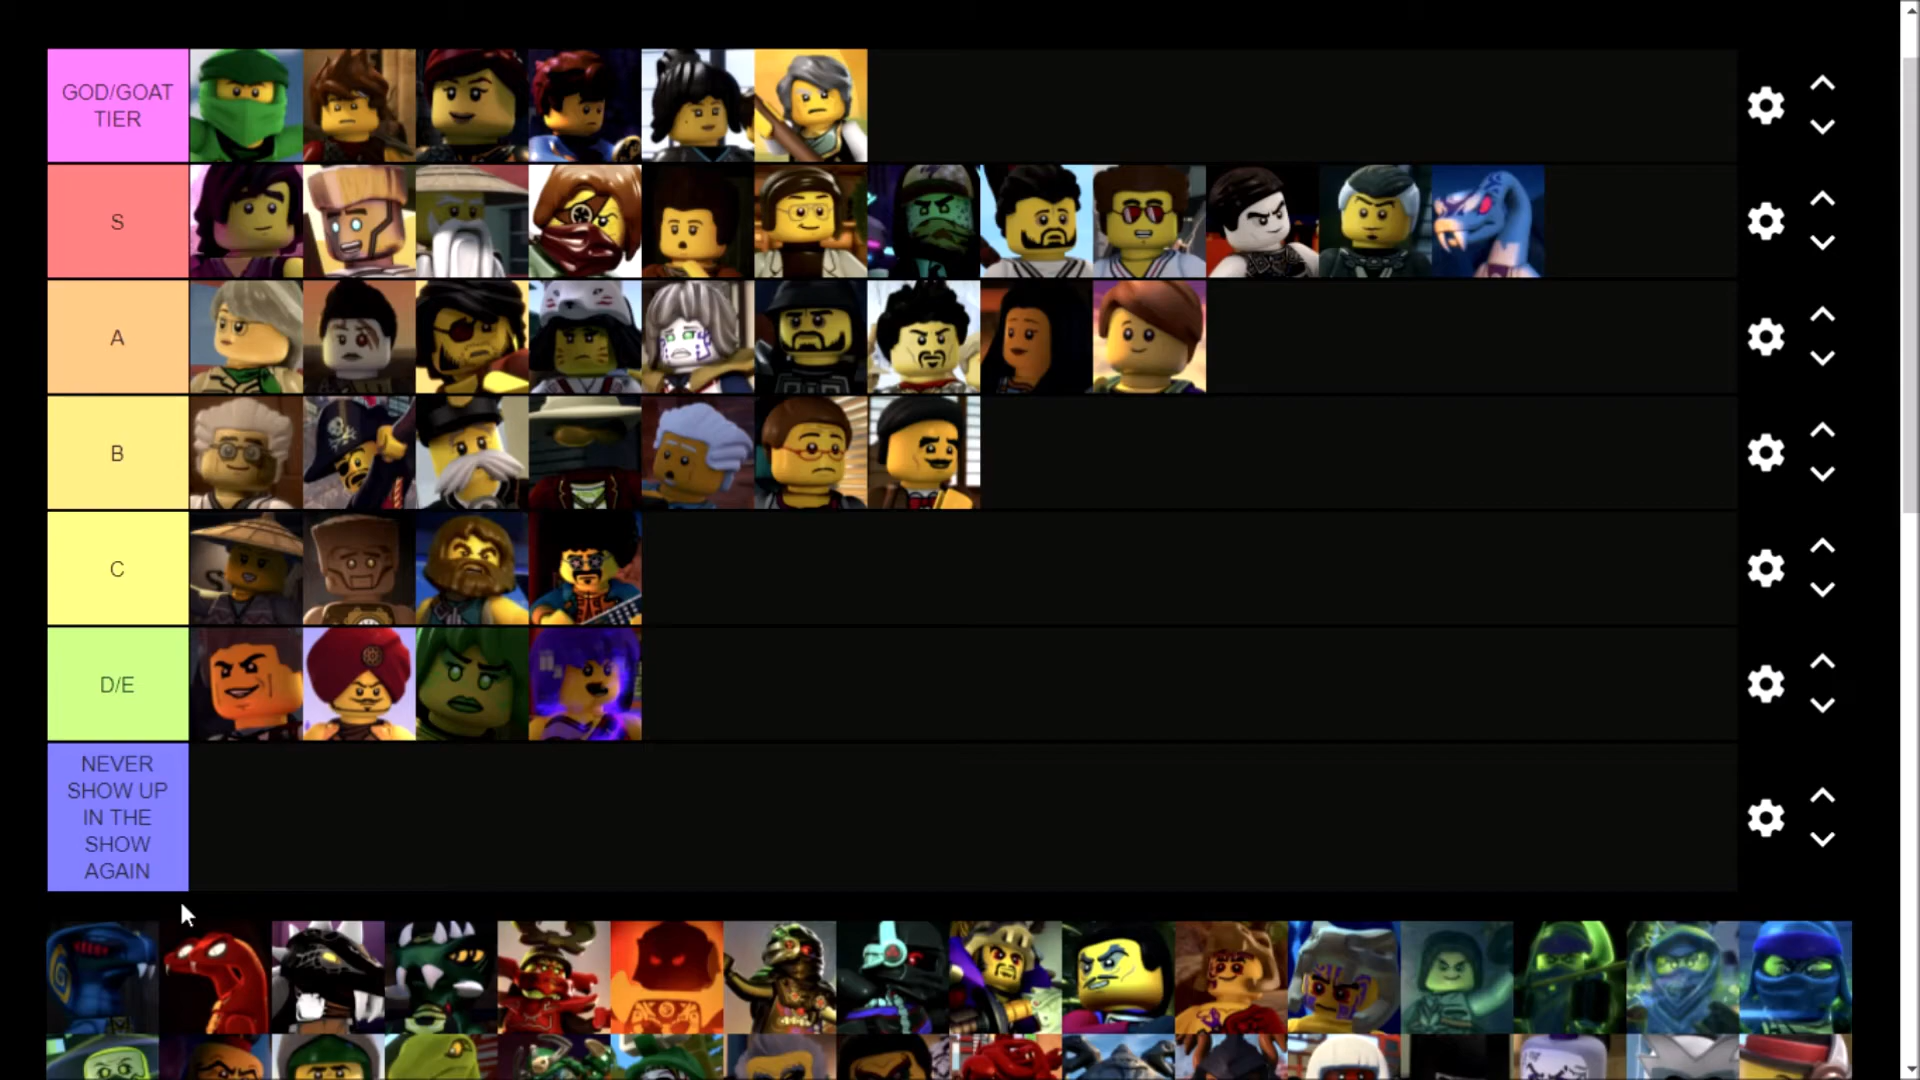 GOD/GOAT
TIER
S
A
B
C
D/E
NEVER
SHOW UP
IN THE
SHOW
AGAIN